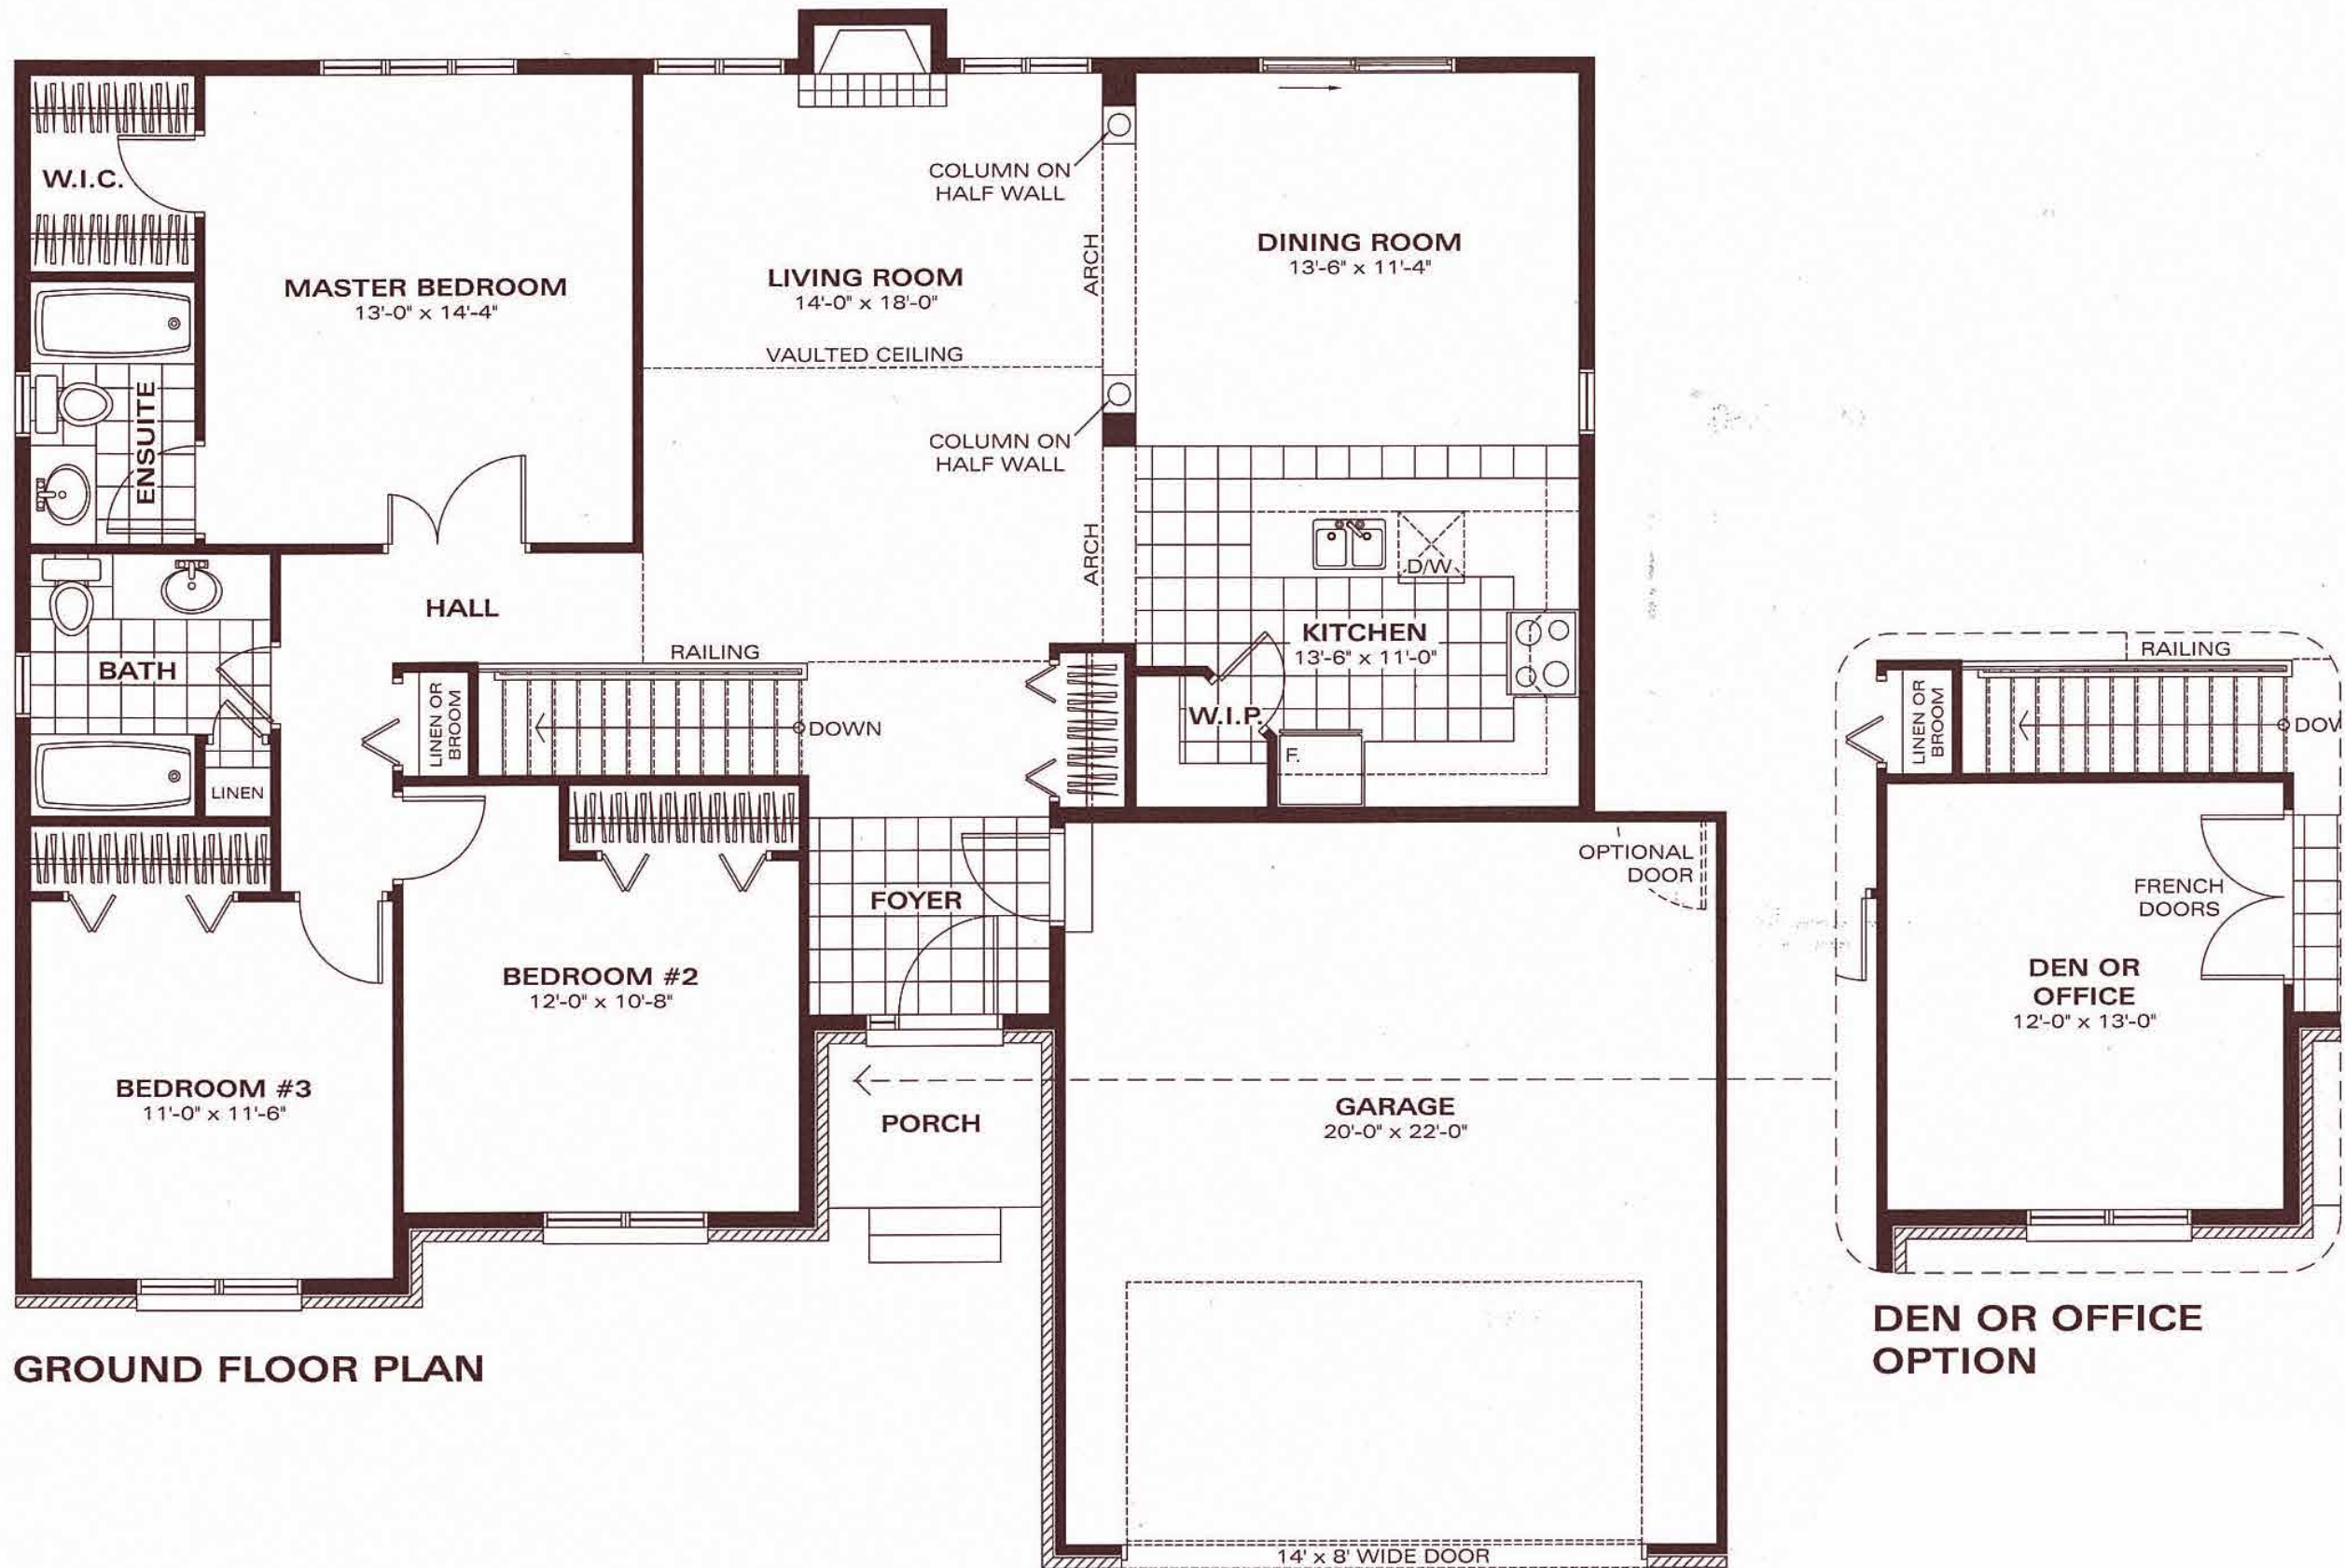 W.I.C.
MASTER BEDROOM
13'-0" x 14'-4"
ENSUITE
LIVING ROOM
14'-0" x 18'-0"
VAULTED CEILING
COLUMN ON
HALF WALL
ARCH
COLUMN ON
HALF WALL
ARCH
DINING ROOM
13'-6" x 11'-4"
D/W
KITCHEN
13'-6" x 11'-0"
W.I.P.
F.
HALL
BATH
LINEN
LINEN OR
BROOM
RAILING
DOWN
FOYER
BEDROOM #2
12'-0" x 10'-8"
BEDROOM #3
11'-0" x 11'-6"
PORCH
OPTIONAL
DOOR
GARAGE
20'-0" x 22'-0"
14' x 8' WIDE DOOR
GROUND FLOOR PLAN
RAILING
LINEN OR
BROOM
DOW
FRENCH
DOORS
DEN OR
OFFICE
12'-0" x 13'-0"
DEN OR OFFICE
OPTION